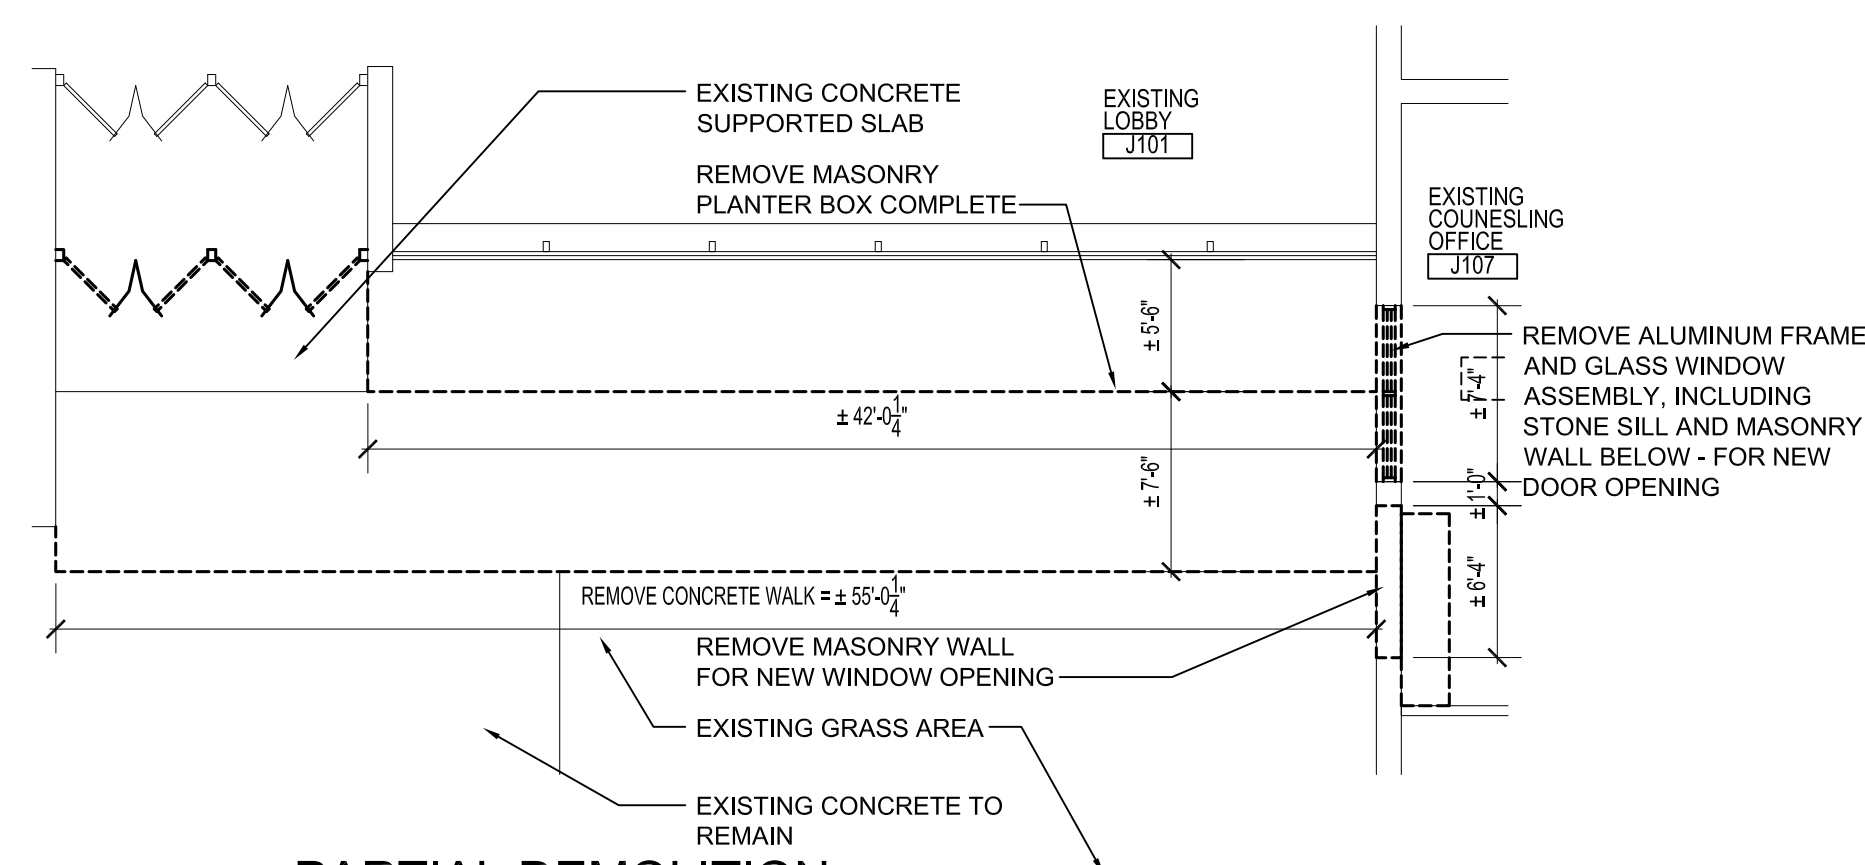 EXISTING CONCRETE
SUPPORTED SLAB
EXISTING
LOBBY
J101
REMOVE MASONRY
PLANTER BOX COMPLETE
EXISTING
COUNESLING
OFFICE
J107
± 5'-6"
REMOVE ALUMINUM FRAME
AND GLASS WINDOW
ASSEMBLY, INCLUDING
STONE SILL AND MASONRY
WALL BELOW - FOR NEW
DOOR OPENING
± 7'-4"
± 42'-0 1/4"
± 7'-6"
± 1'-0"
± 6'-4"
REMOVE CONCRETE WALK = ± 55'-0 1/4"
REMOVE MASONRY WALL
FOR NEW WINDOW OPENING
EXISTING GRASS AREA
EXISTING CONCRETE TO
REMAIN
PARTIAL DEMOLITION